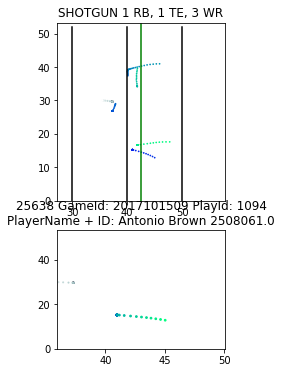 SHOTGUN 1 RB, 1 TE, 3 WR
50
40
30
20
10
0
30 40 50
25638 GameId: 2017101509 PlayId: 1094
PlayerName + ID: Antonio Brown 2508061.0
40
20
0
40 45 50